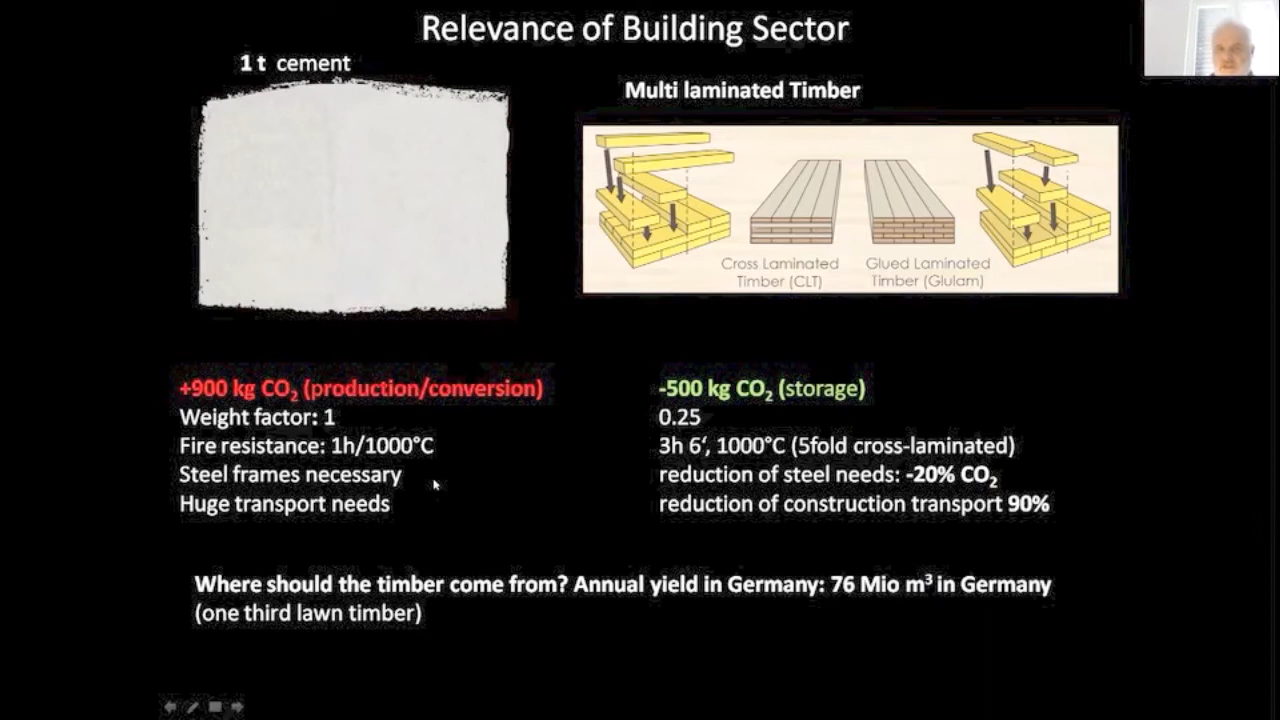 Relevance of Building Sector
1 t cement
Multi laminated Timber
Cross Laminated
Timber (CLT)
Glued Laminated
Timber (Glulam)
+900 kg CO₂ (production/conversion)
Weight factor: 1
Fire resistance: 1h/1000°C
Steel frames necessary
Huge transport needs
-500 kg CO₂ (storage)
0.25
3h 6‘, 1000°C (5fold cross-laminated)
reduction of steel needs: -20% CO₂
reduction of construction transport 90%
Where should the timber come from? Annual yield in Germany: 76 Mio m³ in Germany
(one third lawn timber)